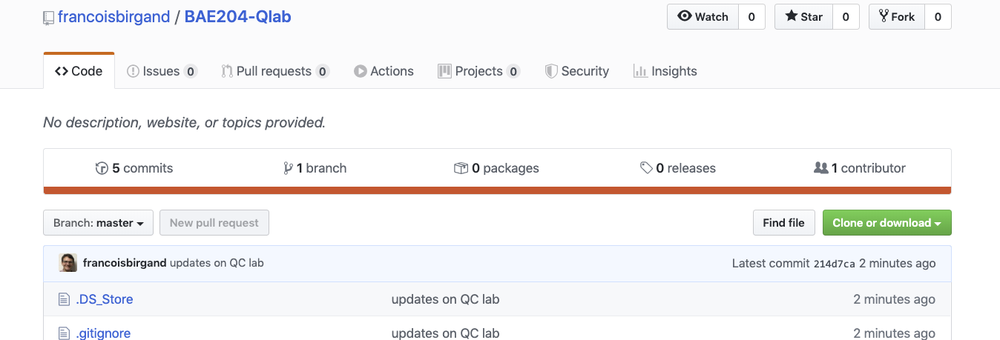 francoisbirgand / BAE204-Qlab Watch 0 Star 0 Fork 0
Code Issues 0 Pull requests 0 Actions Projects 0 Security Insights
No description, website, or topics provided.
5 commits 1 branch 0 packages 0 releases 1 contributor
Branch: master New pull request Find file Clone or download
francoisbirgand updates on QC lab Latest commit 214d7ca 2 minutes ago
.DS_Store updates on QC lab 2 minutes ago
.gitignore updates on QC lab 2 minutes ago